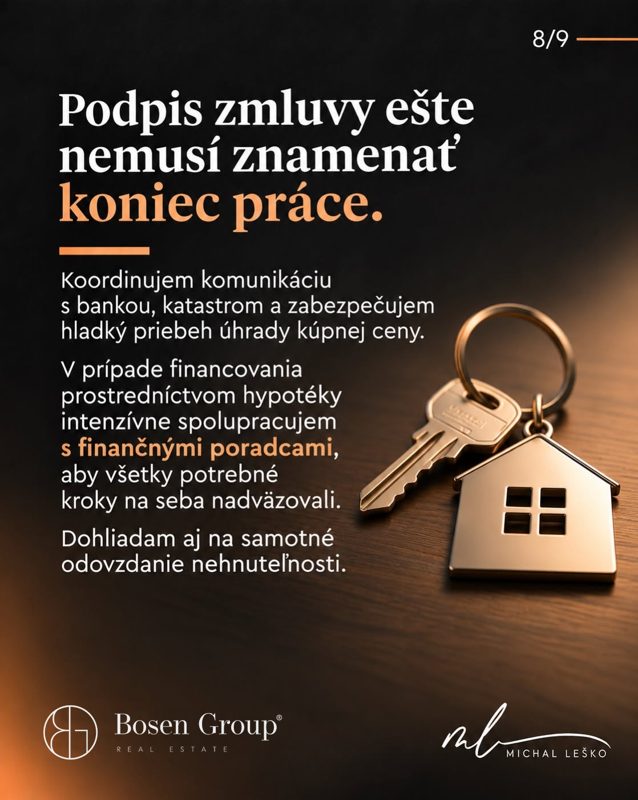 8/9
Podpis zmluvy ešte
nemusí znamenať
koniec práce.
Koordinujem komunikáciu
s bankou, katastrom a zabezpečujem
hladký priebeh úhrady kúpnej ceny.
V prípade financovania
prostredníctvom hypotéky
intenzívne spolupracujem
s finančnými poradcami,
aby všetky potrebné
kroky na seba nadväzovali.
Dohliadam aj na samotné
odovzdanie nehnuteľnosti.
Bosen Group®
REAL ESTATE
ml
MICHAL LEŠKO